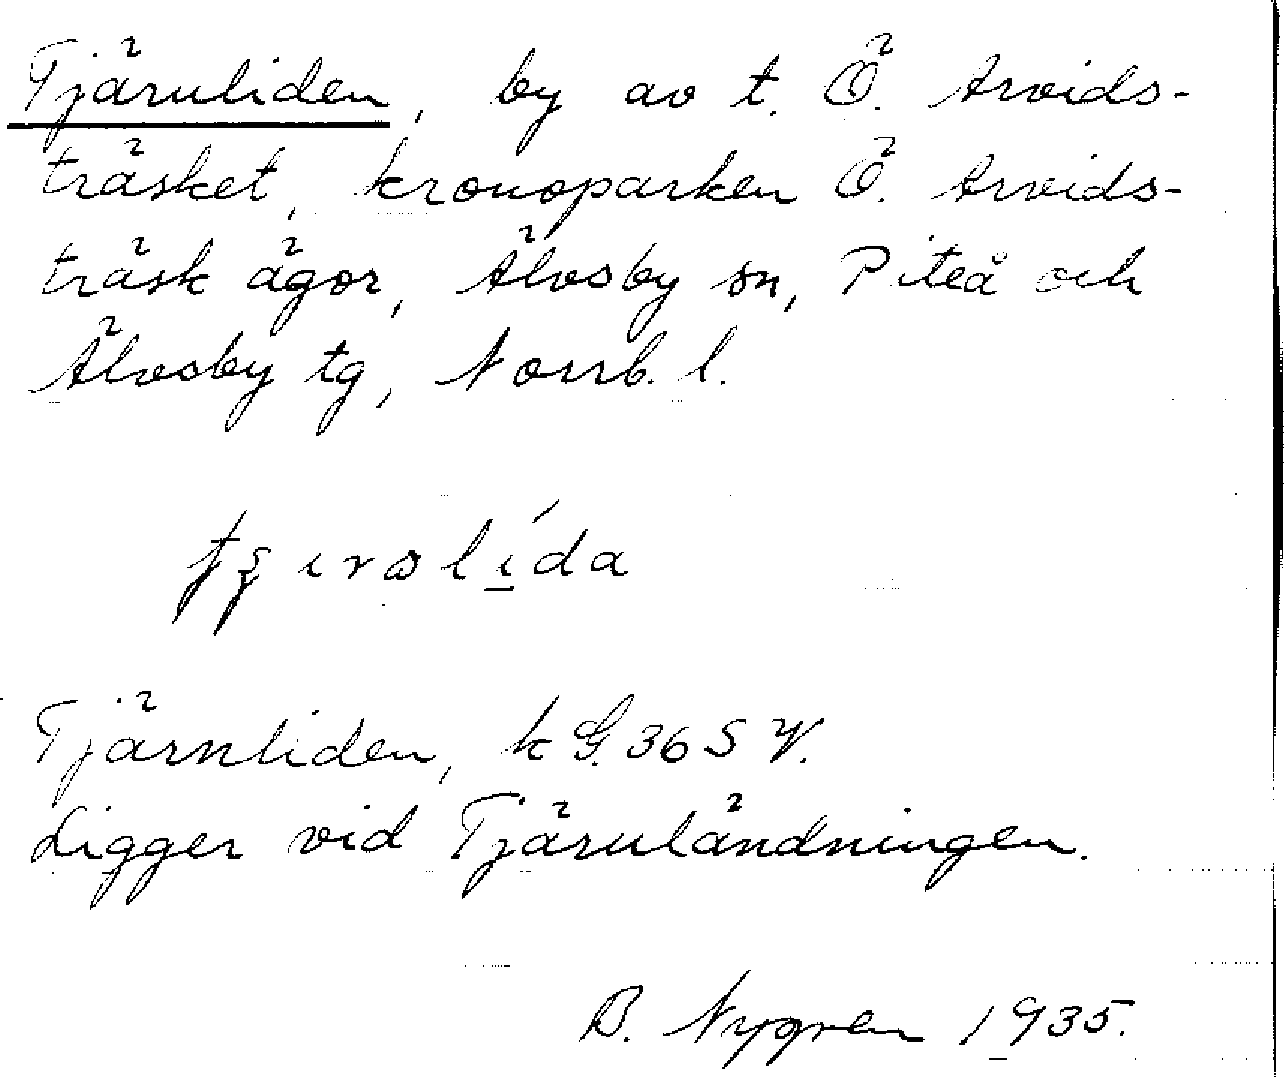 Tjärnliden, by av t. Ö. Arvids-
träsket, kronoparken Ö. Arvids-
träsk ägor, Älvsby sn, Piteå och
Älvsby tg, Norrb. l.
Tjärnliden, k G. 36 S V.
Ligger vid Tjärnländningen.
B. Nygren 1935.